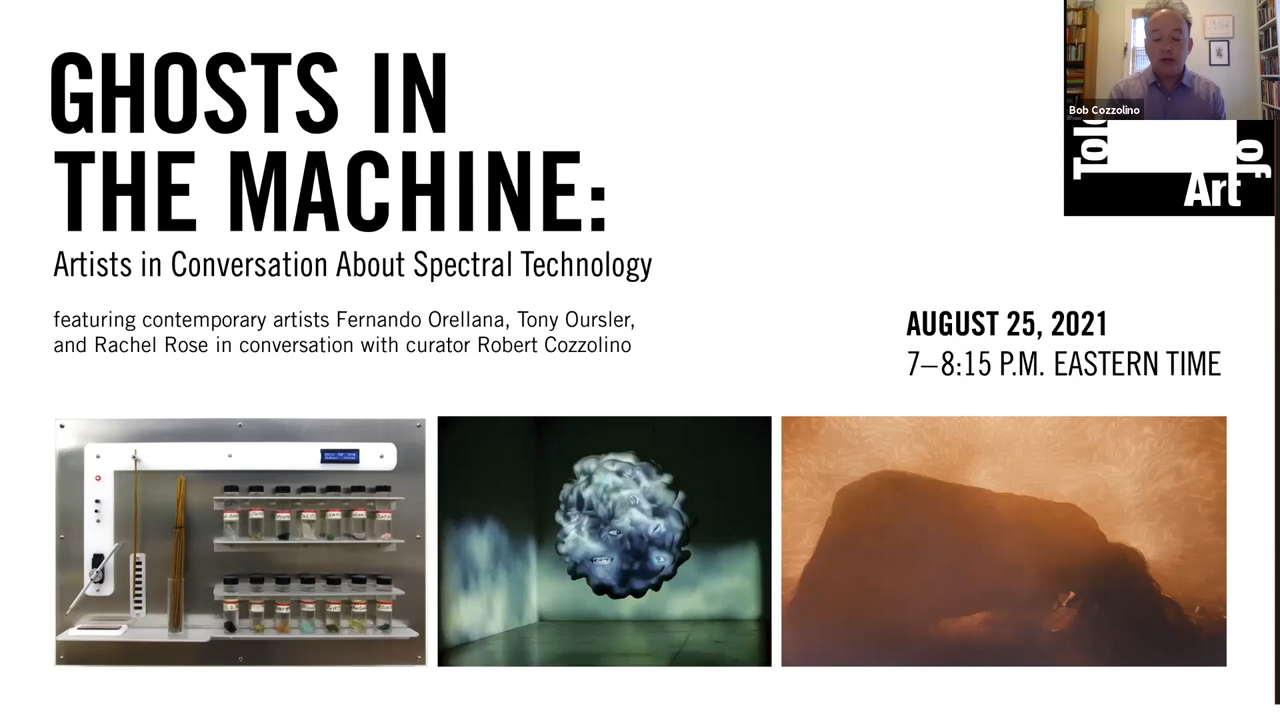 GHOSTS IN
THE MACHINE:
Artists in Conversation About Spectral Technology
featuring contemporary artists Fernando Orellana, Tony Oursler,
and Rachel Rose in conversation with curator Robert Cozzolino
AUGUST 25, 2021
7–8:15 P.M. EASTERN TIME
Bob Cozzolino
of
Art